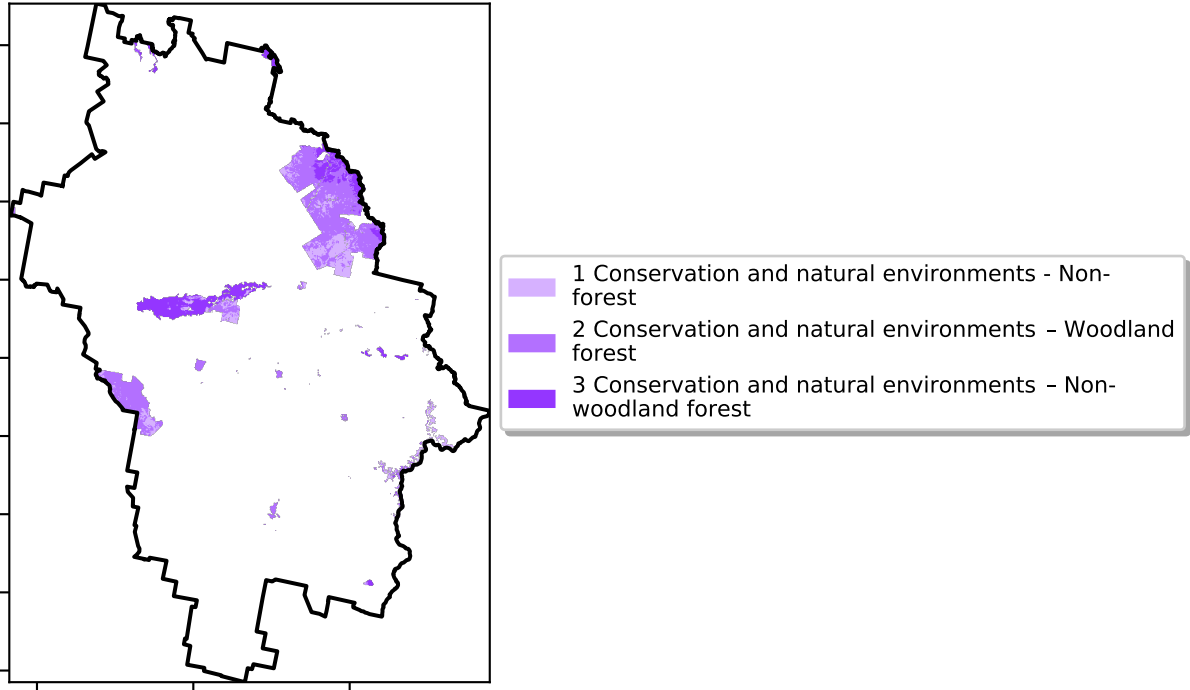 1 Conservation and natural environments - Non-
forest
2 Conservation and natural environments – Woodland
forest
3 Conservation and natural environments – Non-
woodland forest